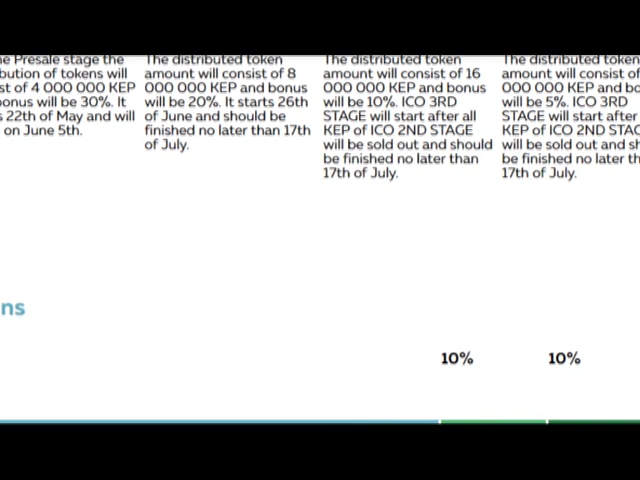 he Presale stage the
bution of tokens will
st of 4 000 000 KEP
onus will be 30%. It
s 22th of May and will
on June 5th.
The distributed token
amount will consist of 8
000 000 KEP and bonus
will be 20%. It starts 26th
of June and should be
finished no later than 17th
of July.
The distributed token
amount will consist of 16
000 000 KEP and bonus
will be 10%. ICO 3RD
STAGE will start after all
KEP of ICO 2ND STAGE
will be sold out and should
be finished no later than
17th of July.
The distributed token
amount will consist of
000 000 KEP and bo
will be 5%. ICO 3RD
STAGE will start after
KEP of ICO 2ND STAG
will be sold out and sh
be finished no later th
17th of July.
ns
10%
10%